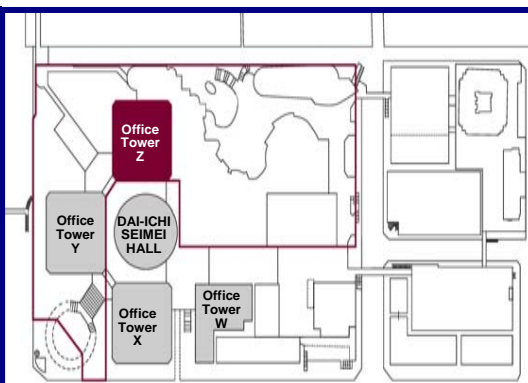 Office
Tower
Z
Office
Tower
Y
DAI-ICHI
SEIMEI
HALL
Office
Tower
X
Office
Tower
W